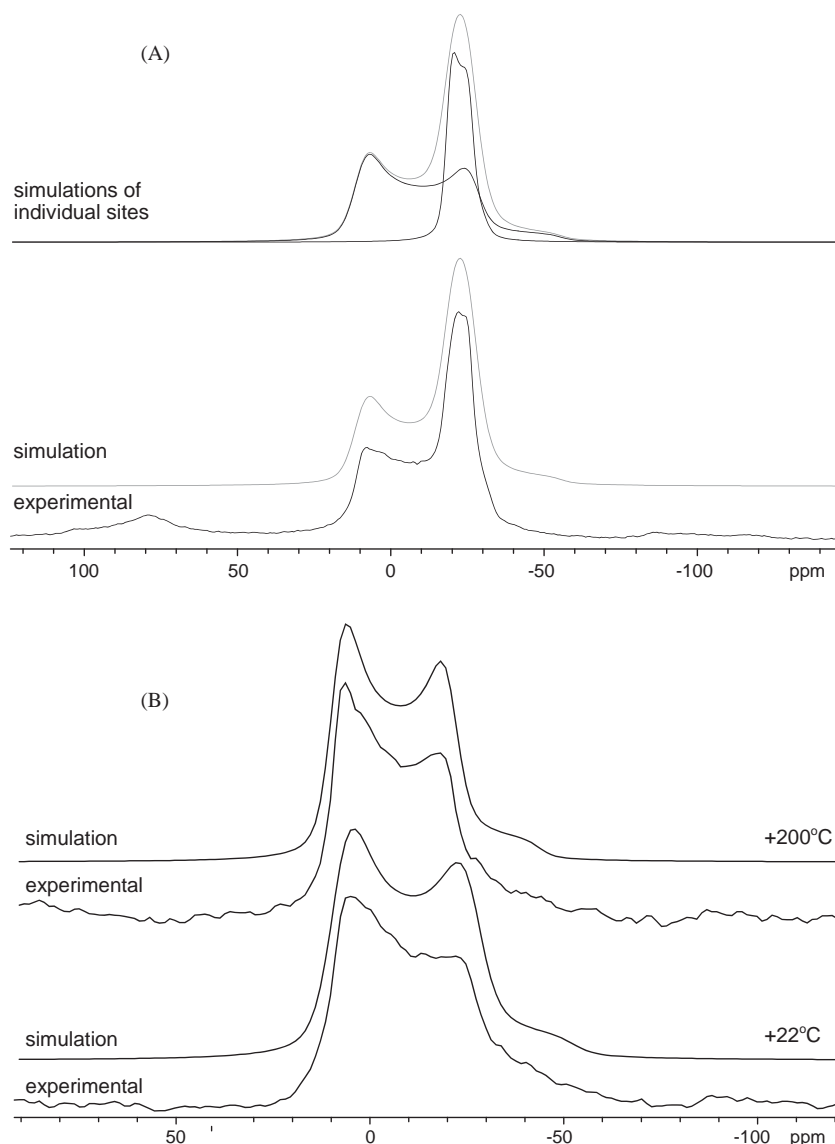 (A)
simulations of
individual sites
simulation
experimental
100 50 0 -50 -100 ppm
(B)
simulation +200°C
experimental
simulation +22°C
experimental
50 0 -50 -100 ppm